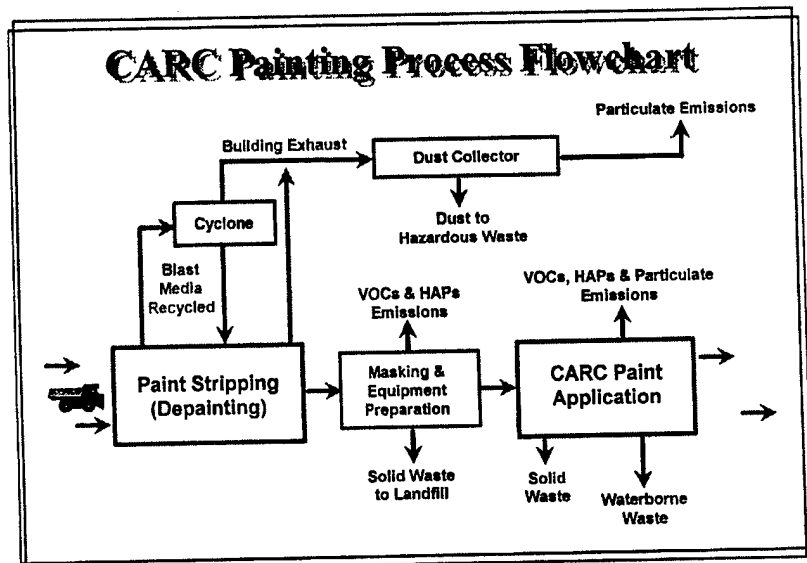 CARC Painting Process Flowchart
Particulate Emissions
Building Exhaust
Dust Collector
Cyclone
Dust to
Hazardous Waste
Blast
Media
Recycled
VOCs & HAPs
Emissions
VOCs, HAPs & Particulate
Emissions
Paint Stripping
(Depainting)
Masking &
Equipment
Preparation
CARC Paint
Application
Solid Waste
to Landfill
Solid
Waste
Waterborne
Waste